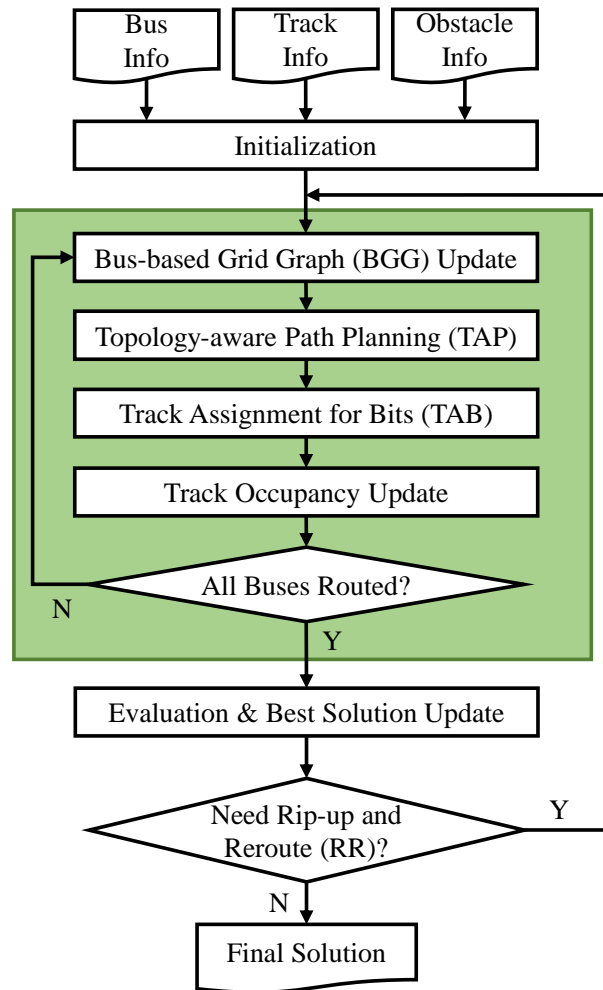 Bus
Info
Track
Info
Obstacle
Info
Initialization
Bus-based Grid Graph (BGG) Update
Topology-aware Path Planning (TAP)
Track Assignment for Bits (TAB)
Track Occupancy Update
All Buses Routed?
N
Y
Evaluation & Best Solution Update
Need Rip-up and
Reroute (RR)?
Y
N
Final Solution